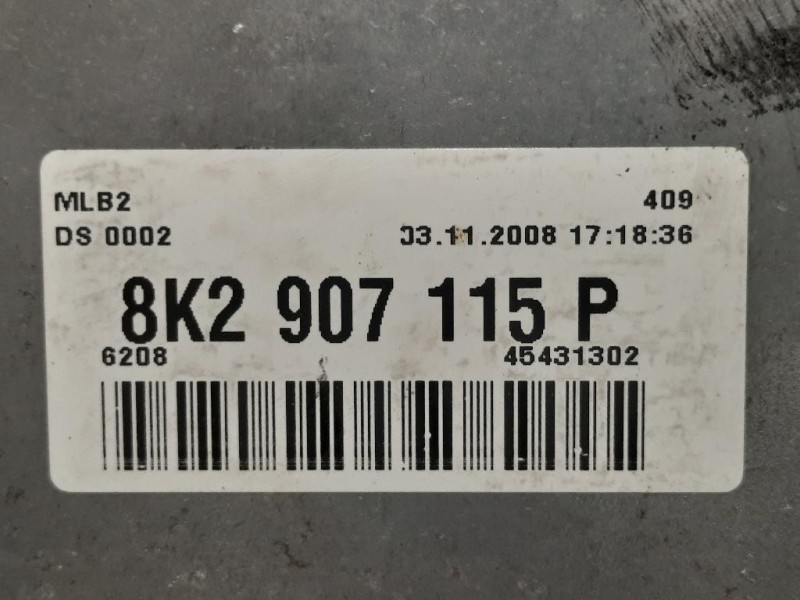 MLB2 409
DS 0002 03.11.2008 17:18:36
8K2 907 115 P
6208 45431302